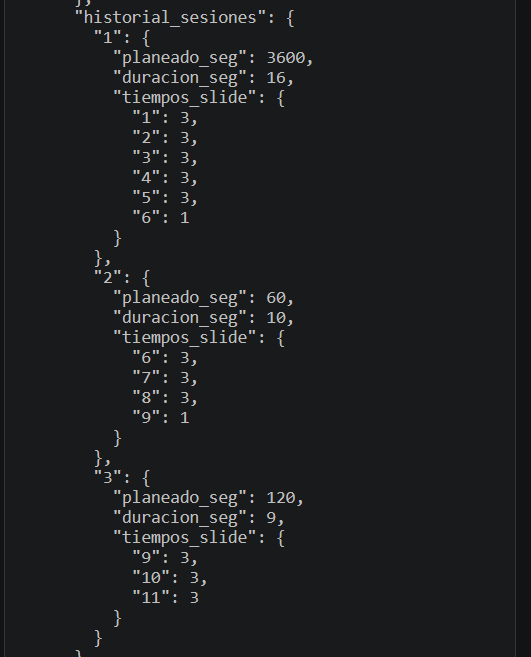 },
"historial_sesiones": {
"1": {
"planeado_seg": 3600,
"duracion_seg": 16,
"tiempos_slide": {
"1": 3,
"2": 3,
"3": 3,
"4": 3,
"5": 3,
"6": 1
}
},
"2": {
"planeado_seg": 60,
"duracion_seg": 10,
"tiempos_slide": {
"6": 3,
"7": 3,
"8": 3,
"9": 1
}
},
"3": {
"planeado_seg": 120,
"duracion_seg": 9,
"tiempos_slide": {
"9": 3,
"10": 3,
"11": 3
}
}
}